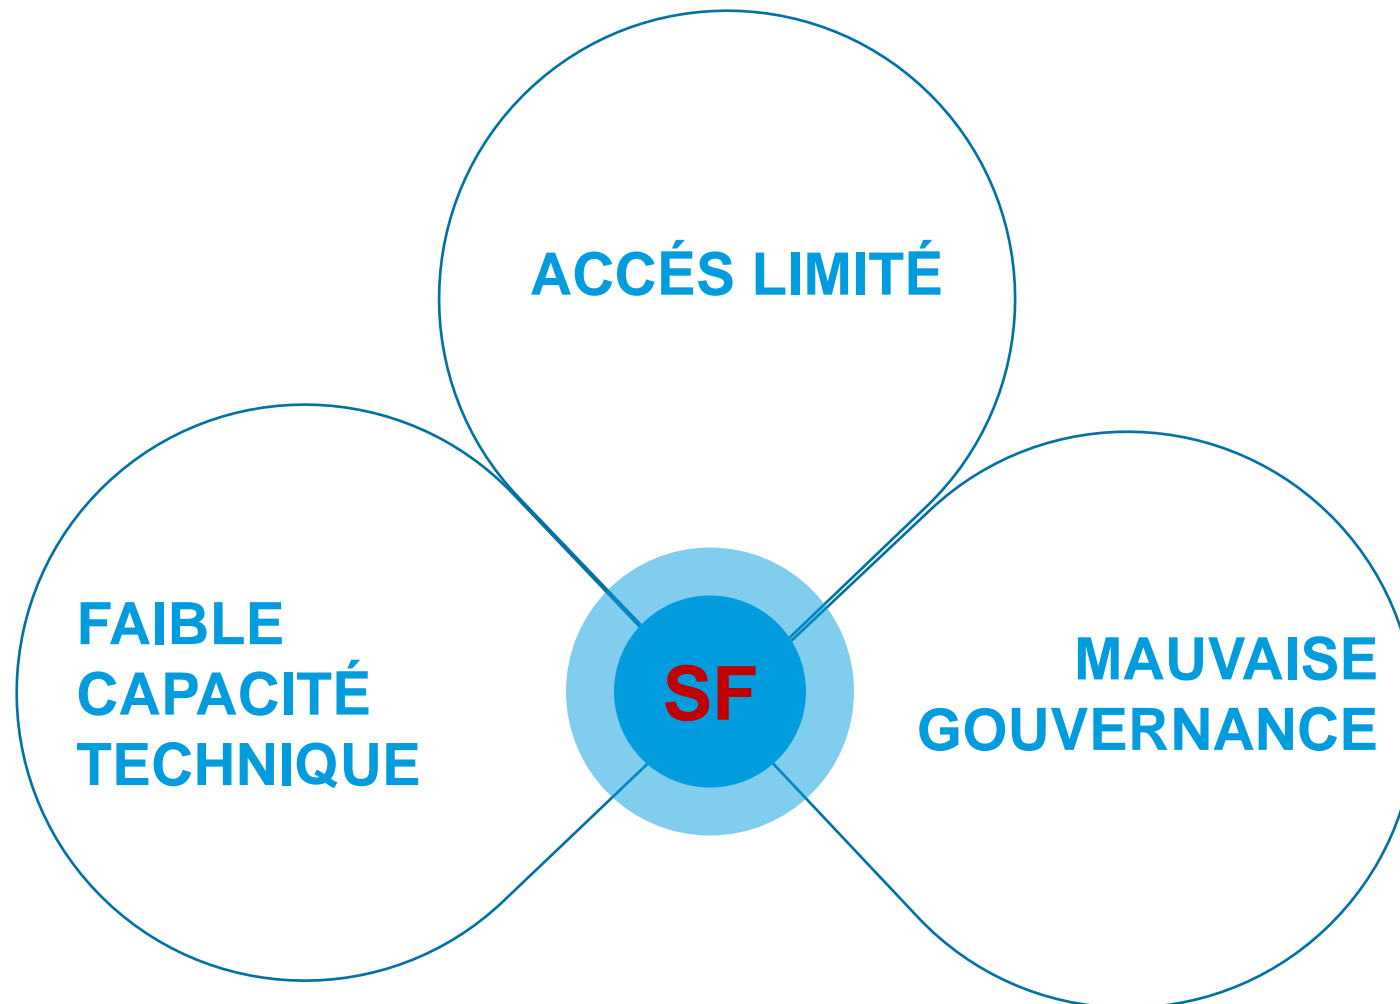 ACCÉS LIMITÉ
FAIBLE
CAPACITÉ
TECHNIQUE
SF
MAUVAISE
GOUVERNANCE